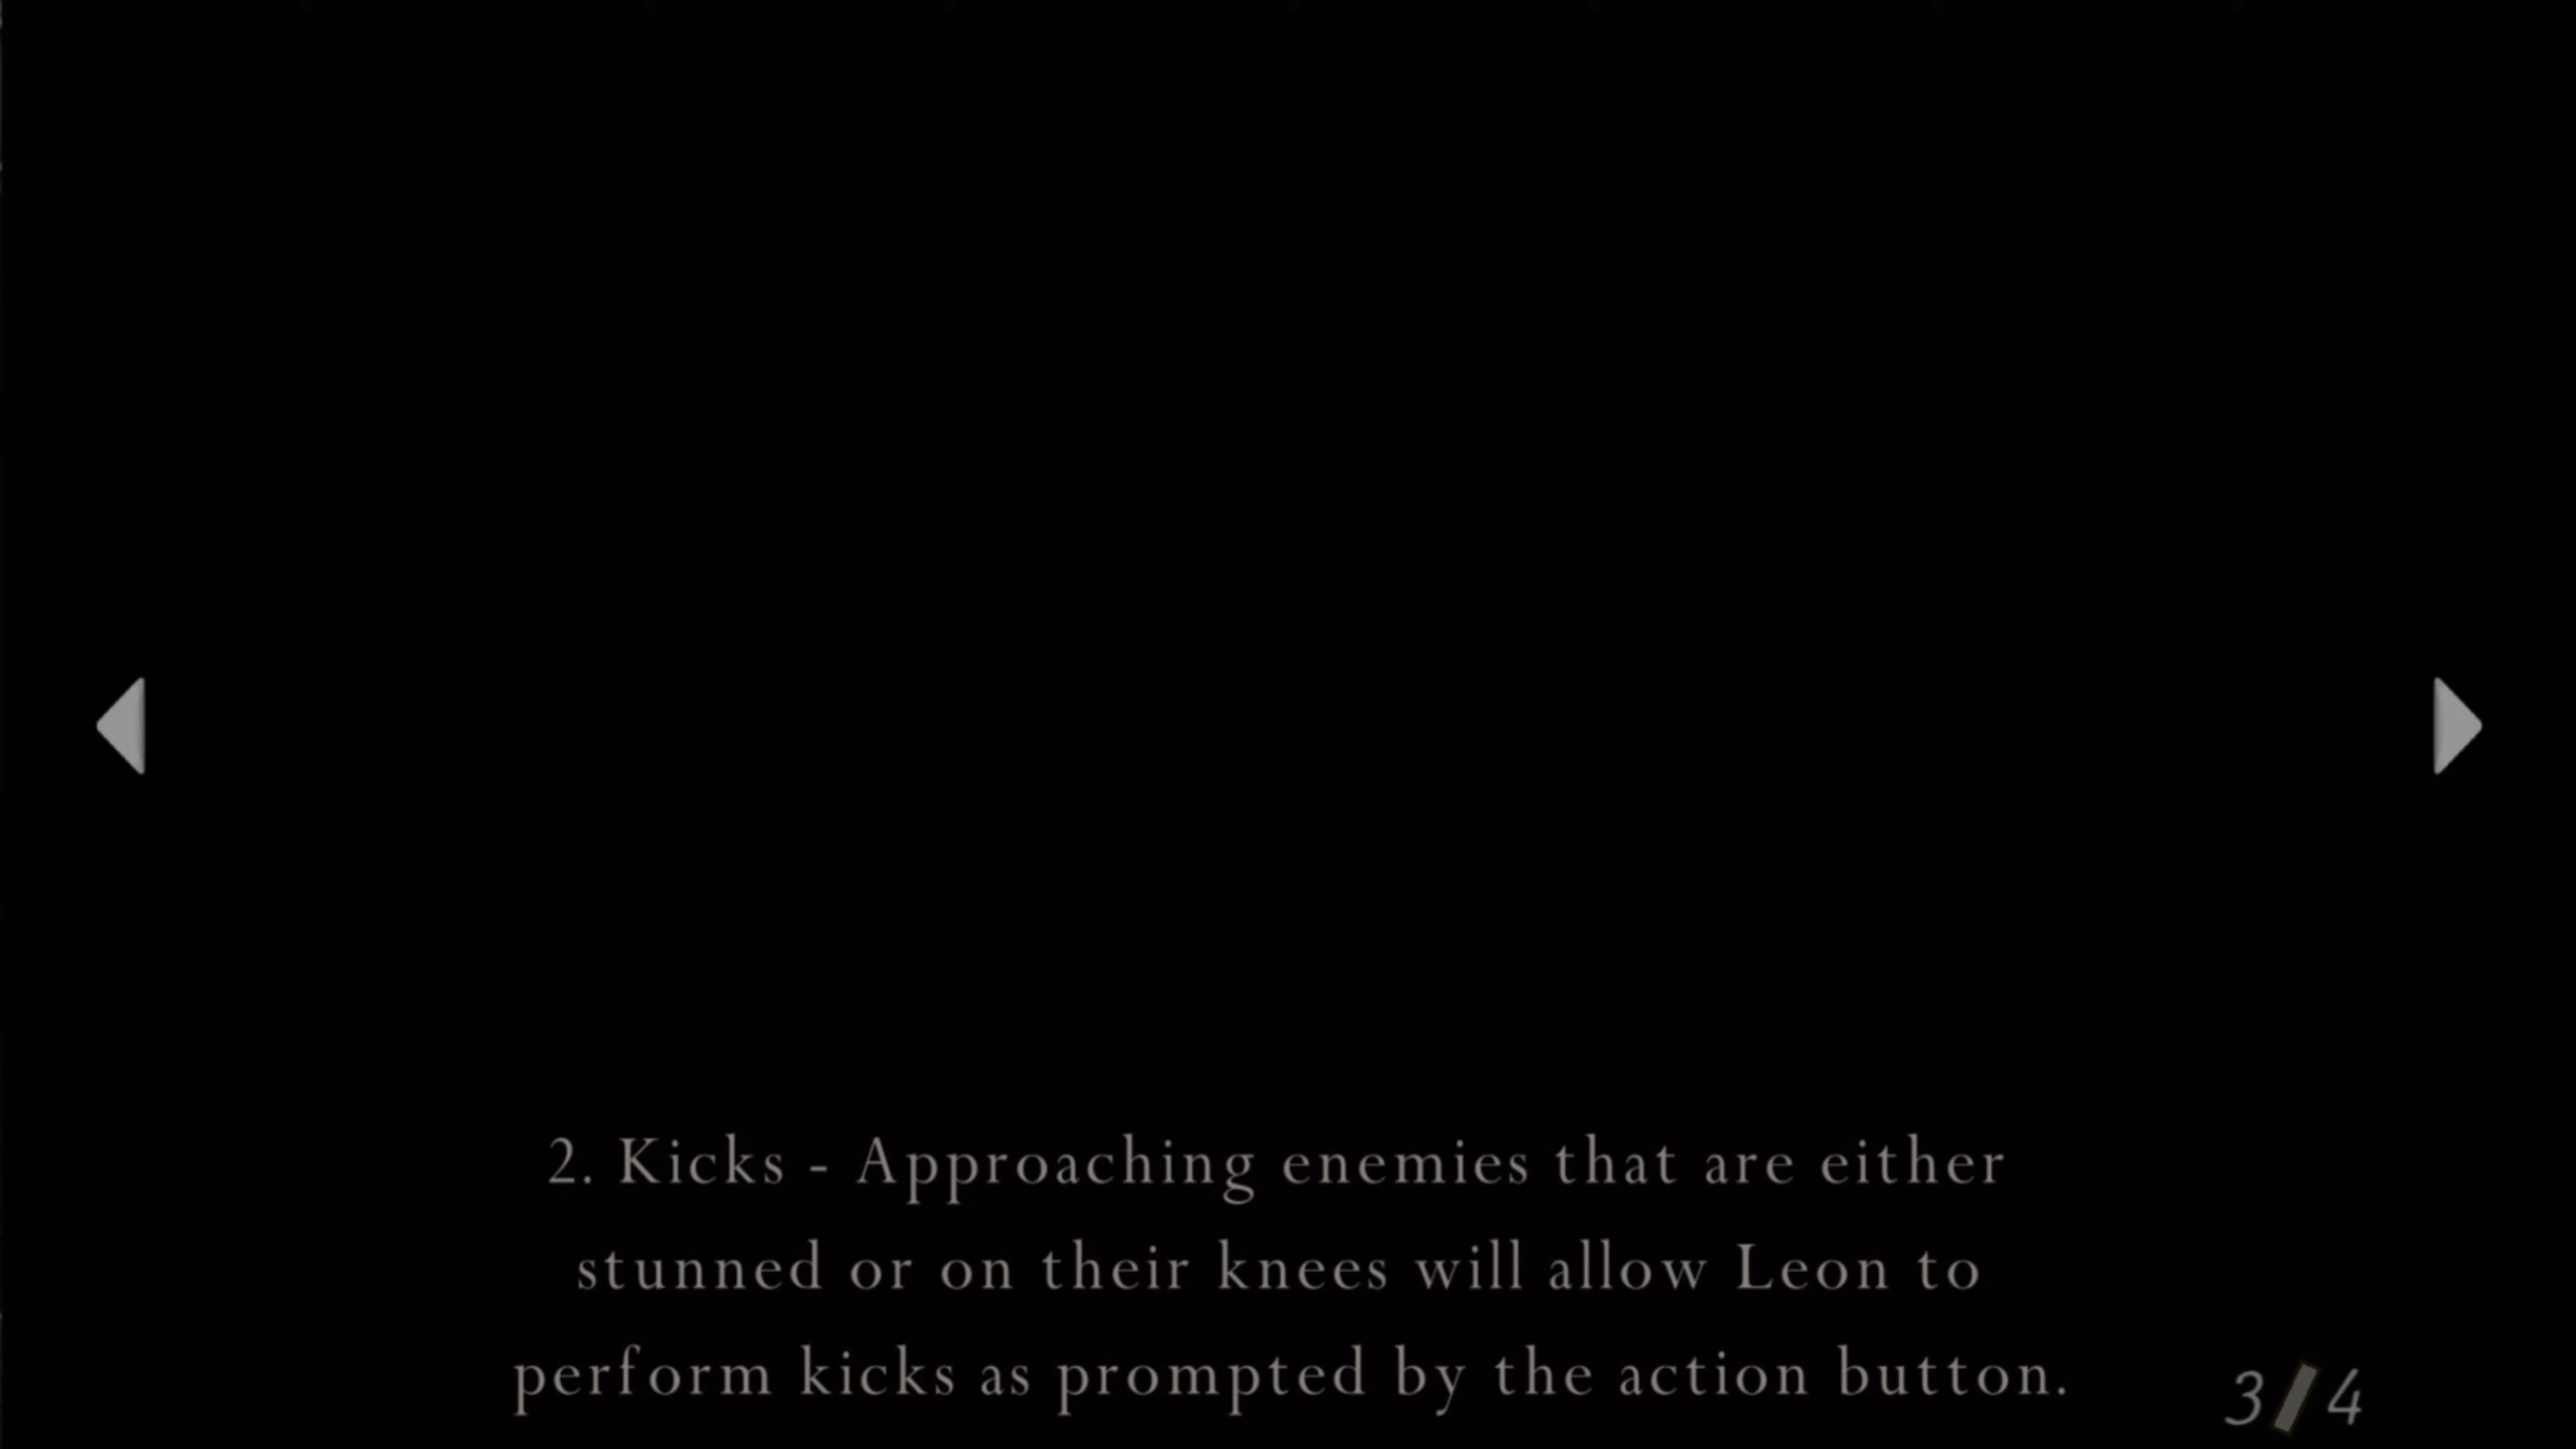 2. Kicks - Approaching enemies that are either
stunned or on their knees will allow Leon to
perform kicks as prompted by the action button.
3/4